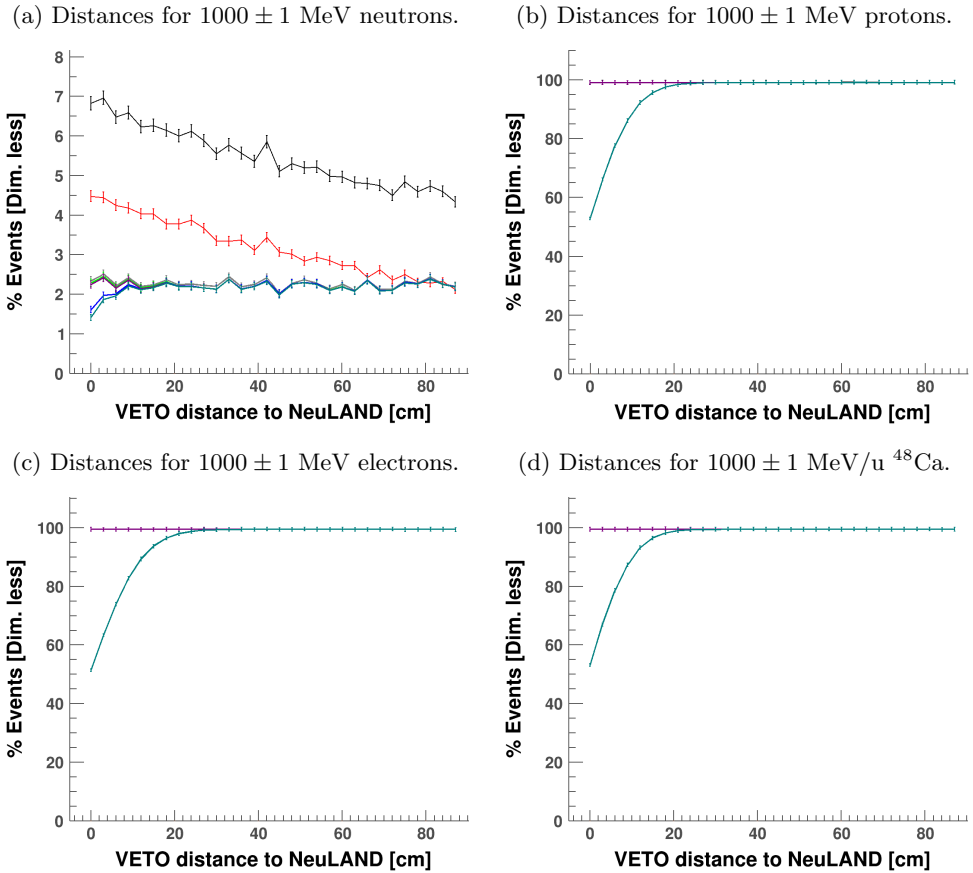 (a) Distances for 1000 ± 1 MeV neutrons.
8
7
6
5
4
3
2
1
0
0 20 40 60 80
% Events [Dim. less]
VETO distance to NeuLAND [cm]
(b) Distances for 1000 ± 1 MeV protons.
100
80
60
40
20
0
0 20 40 60 80
% Events [Dim. less]
VETO distance to NeuLAND [cm]
(c) Distances for 1000 ± 1 MeV electrons.
100
80
60
40
20
0
0 20 40 60 80
% Events [Dim. less]
VETO distance to NeuLAND [cm]
(d) Distances for 1000 ± 1 MeV/u ⁴⁸Ca.
100
80
60
40
20
0
0 20 40 60 80
% Events [Dim. less]
VETO distance to NeuLAND [cm]